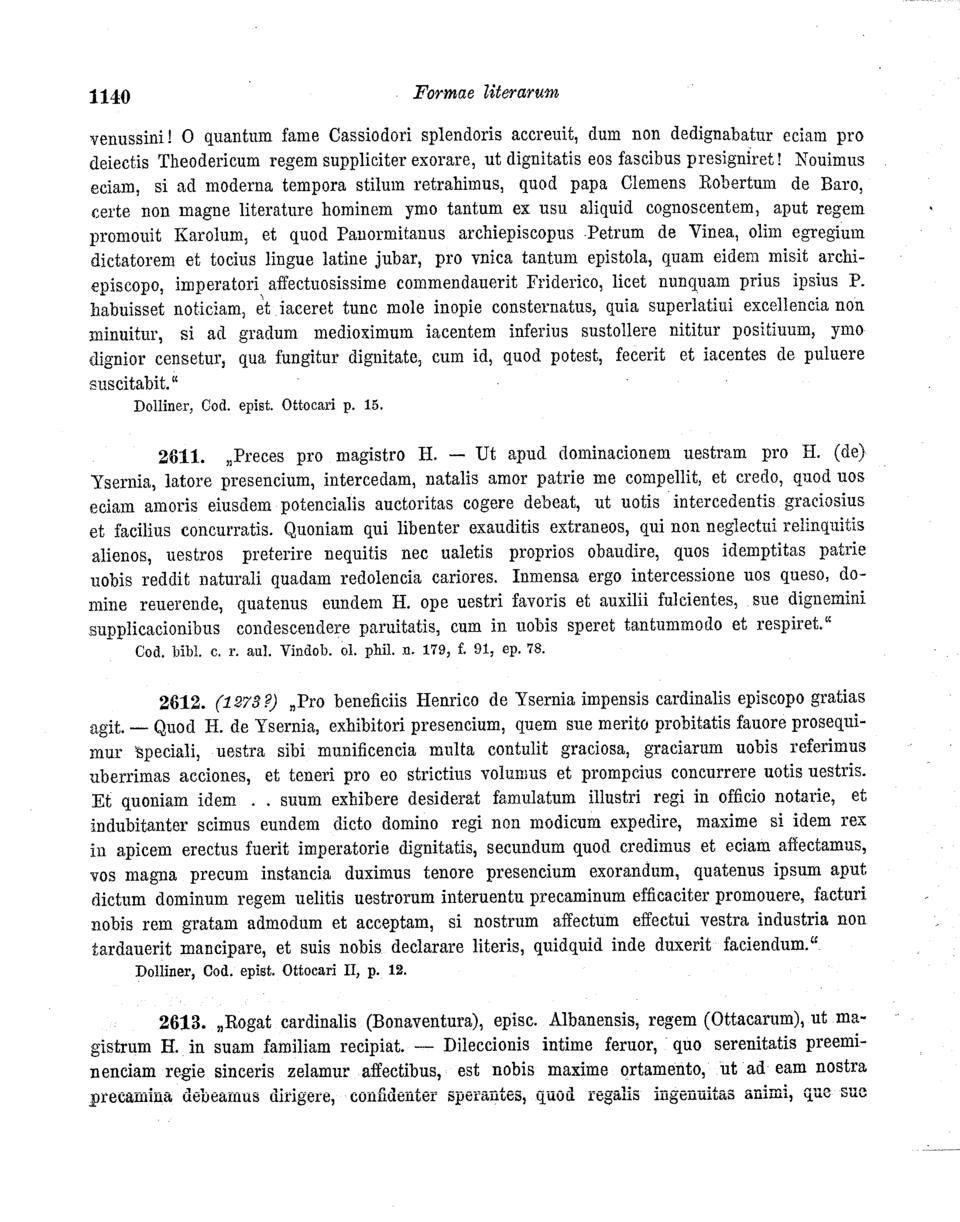 1140
Formae literarum
venussini! O quantum fame Cassiodori splendoris accreuit, dum non dedignabatur eciam pro
deiectis Theodericum regem suppliciter exorare, ut dignitatis eos fascibus presigniret! Nouimus
eciam, si ad moderna tempora stilum retrahimus, quod papa Clemens Robertum de Baro,
certe non magne literature hominem ymo tantum ex usu aliquid cognoscentem, aput regem
promouit Karolum, et quod Panormitanus archiepiscopus Petrum de Vinea, olim egregium
dictatorem et tocius lingue latine jubar, pro vnica tantum epistola, quam eidem misit archi-
episcopo, imperatori affectuosissime commendauerit Friderico, licet nunquam prius ipsius P.
habuisset noticiam, et iaceret tunc mole inopie consternatus, quia superlatiui excellencia non
minuitur, si ad gradum medioximum iacentem inferius sustollere nititur positiuum, ymo
dignior censetur, qua fungitur dignitate, cum id, quod potest, fecerit et iacentes de puluere
suscitabit.“
Dolliner, Cod. epist. Ottocari p. 15.
2611. „Preces pro magistro H. — Ut apud dominacionem uestram pro H. (de)
Ysernia, latore presencium, intercedam, natalis amor patrie me compellit, et credo, quod uos
eciam amoris eiusdem potencialis auctoritas cogere debeat, ut uotis intercedentis graciosius
et facilius concurratis. Quoniam qui libenter exauditis extraneos, qui non neglectui relinquitis
alienos, uestros preterire nequitis nec ualetis proprios obaudire, quos idemptitas patrie
uobis reddit naturali quadam redolencia cariores. Inmensa ergo intercessione uos queso, do-
mine reuerende, quatenus eundem H. ope uestri favoris et auxilii fulcientes, sue dignemini
supplicacionibus condescendere paruitatis, cum in uobis speret tantummodo et respiret.“
Cod. bibl. c. r. aul. Vindob. ol. phil. n. 179, f. 91, ep. 78.
2612. (1273?) „Pro beneficiis Henrico de Ysernia impensis cardinalis episcopo gratias
agit. — Quod H. de Ysernia, exhibitori presencium, quem sue merito probitatis fauore prosequi-
mur speciali, uestra sibi munificencia multa contulit graciosa, graciarum uobis referimus
uberrimas acciones, et teneri pro eo strictius volumus et prompcius concurrere uotis uestris.
Et quoniam idem . . suum exhibere desiderat famulatum illustri regi in officio notarie, et
indubitanter scimus eundem dicto domino regi non modicum expedire, maxime si idem rex
in apicem erectus fuerit imperatorie dignitatis, secundum quod credimus et eciam affectamus,
vos magna precum instancia duximus tenore presencium exorandum, quatenus ipsum aput
dictum dominum regem uelitis uestrorum interuentu precaminum efficaciter promouere, facturi
nobis rem gratam admodum et acceptam, si nostrum affectum effectui vestra industria non
tardauerit mancipare, et suis nobis declarare literis, quidquid inde duxerit faciendum.“
Dolliner, Cod. epist. Ottocari II, p. 12.
2613. „Rogat cardinalis (Bonaventura), episc. Albanensis, regem (Ottacarum), ut ma-
gistrum H. in suam familiam recipiat. — Dileccionis intime feruor, quo serenitatis preemi-
nenciam regie sinceris zelamur affectibus, est nobis maxime ortamento, ut ad eam nostra
precamina debeamus dirigere, confidenter sperantes, quod regalis ingenuitas animi, que sue